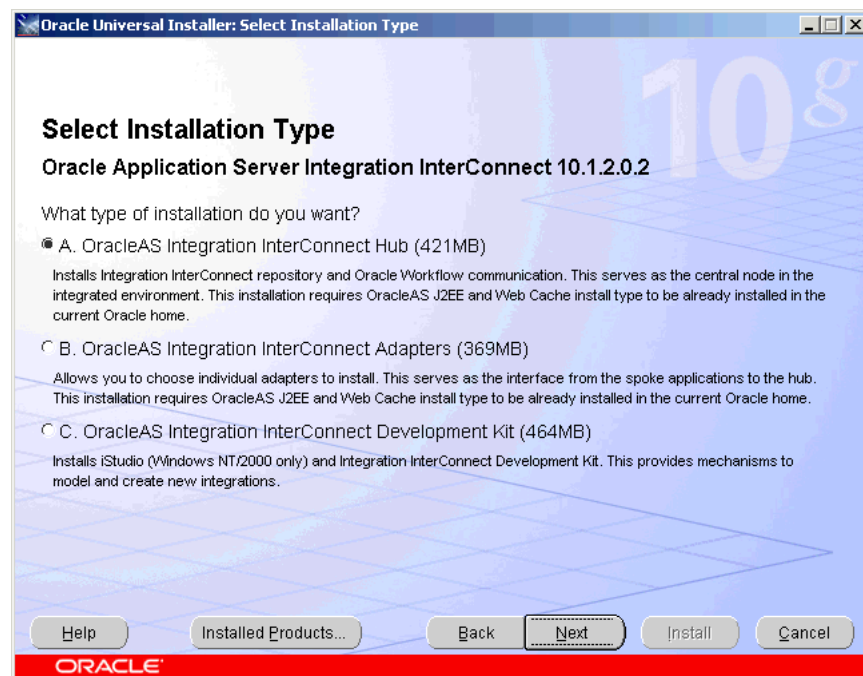 Oracle Universal Installer: Select Installation Type
10g
Select Installation Type
Oracle Application Server Integration InterConnect 10.1.2.0.2
What type of installation do you want?
A. OracleAS Integration InterConnect Hub (421MB)
Installs Integration InterConnect repository and Oracle Workflow communication. This serves as the central node in the
integrated environment. This installation requires OracleAS J2EE and Web Cache install type to be already installed in the
current Oracle home.
B. OracleAS Integration InterConnect Adapters (369MB)
Allows you to choose individual adapters to install. This serves as the interface from the spoke applications to the hub.
This installation requires OracleAS J2EE and Web Cache install type to be already installed in the current Oracle home.
C. OracleAS Integration InterConnect Development Kit (464MB)
Installs iStudio (Windows NT/2000 only) and Integration InterConnect Development Kit. This provides mechanisms to
model and create new integrations.
Help Installed Products... Back Next Install Cancel
ORACLE